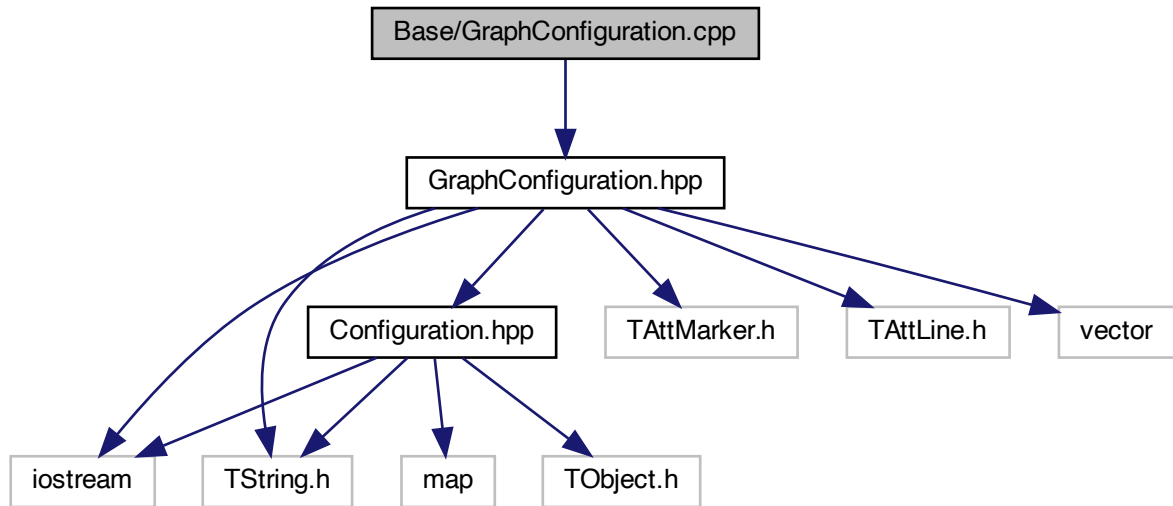 Base/GraphConfiguration.cpp
GraphConfiguration.hpp
Configuration.hpp
TAttMarker.h
TAttLine.h
vector
iostream
TString.h
map
TObject.h